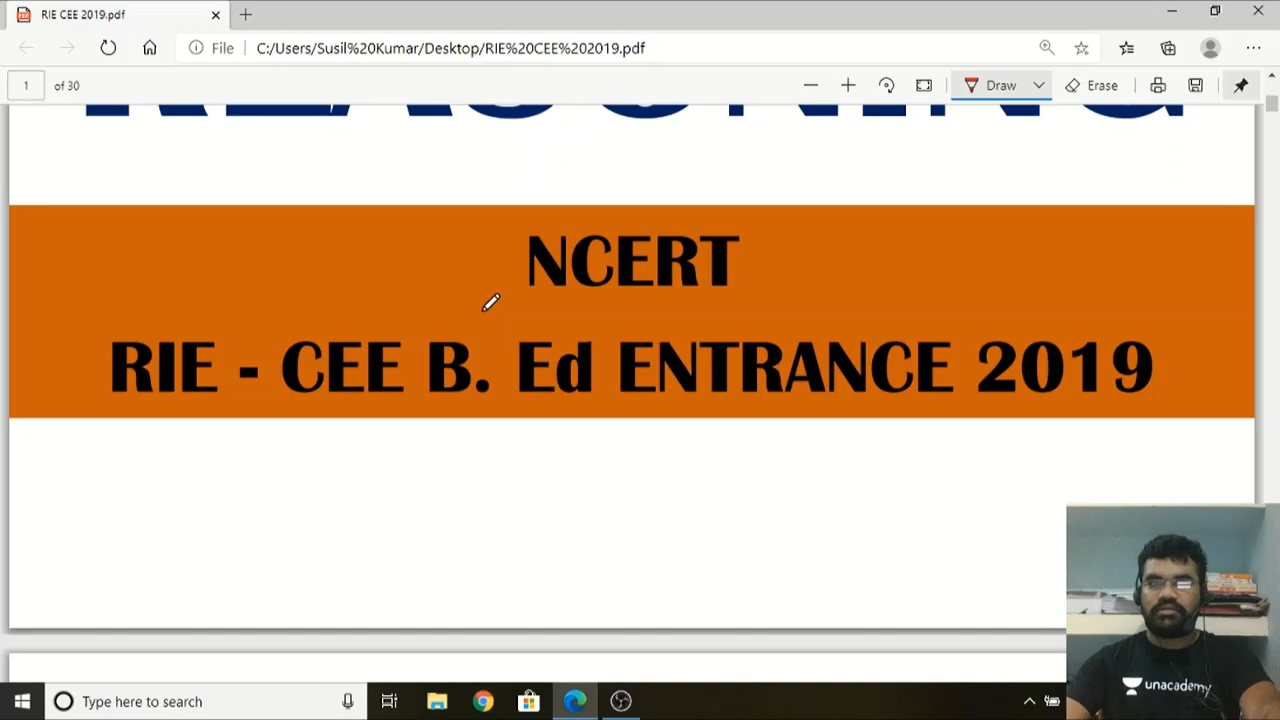 RIE CEE 2019.pdf
File C:/Users/Susil%20Kumar/Desktop/RIE%20CEE%202019.pdf
1 of 30 Draw Erase
REASONING
NCERT
RIE - CEE B. Ed ENTRANCE 2019
unacademy
Type here to search